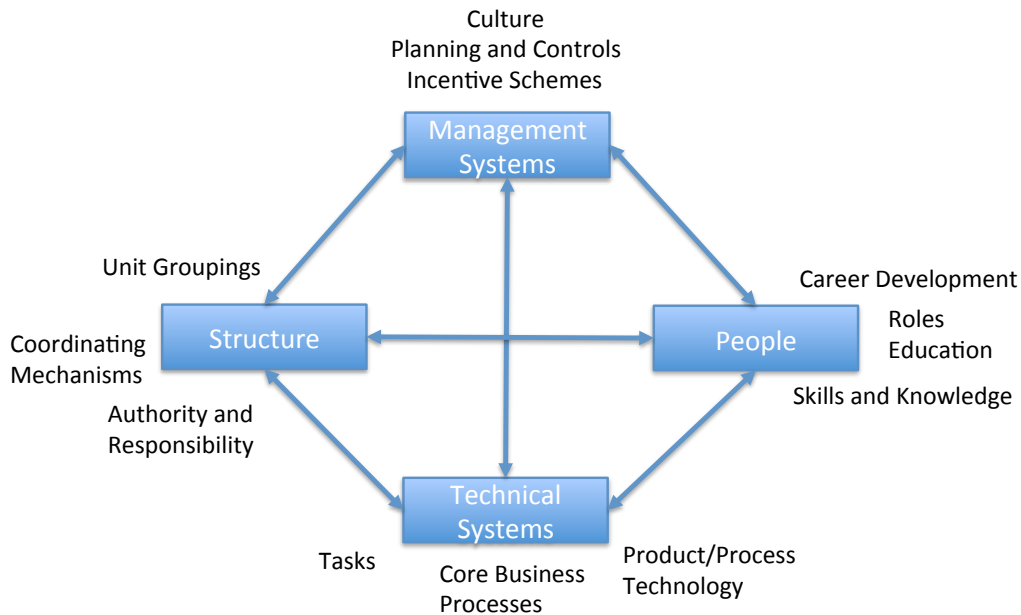 Culture
Planning and Controls
Incentive Schemes
Management
Systems
Unit Groupings
Career Development
Structure
People
Roles
Education
Coordinating
Mechanisms
Skills and Knowledge
Authority and
Responsibility
Technical
Systems
Tasks
Core Business
Processes
Product/Process
Technology